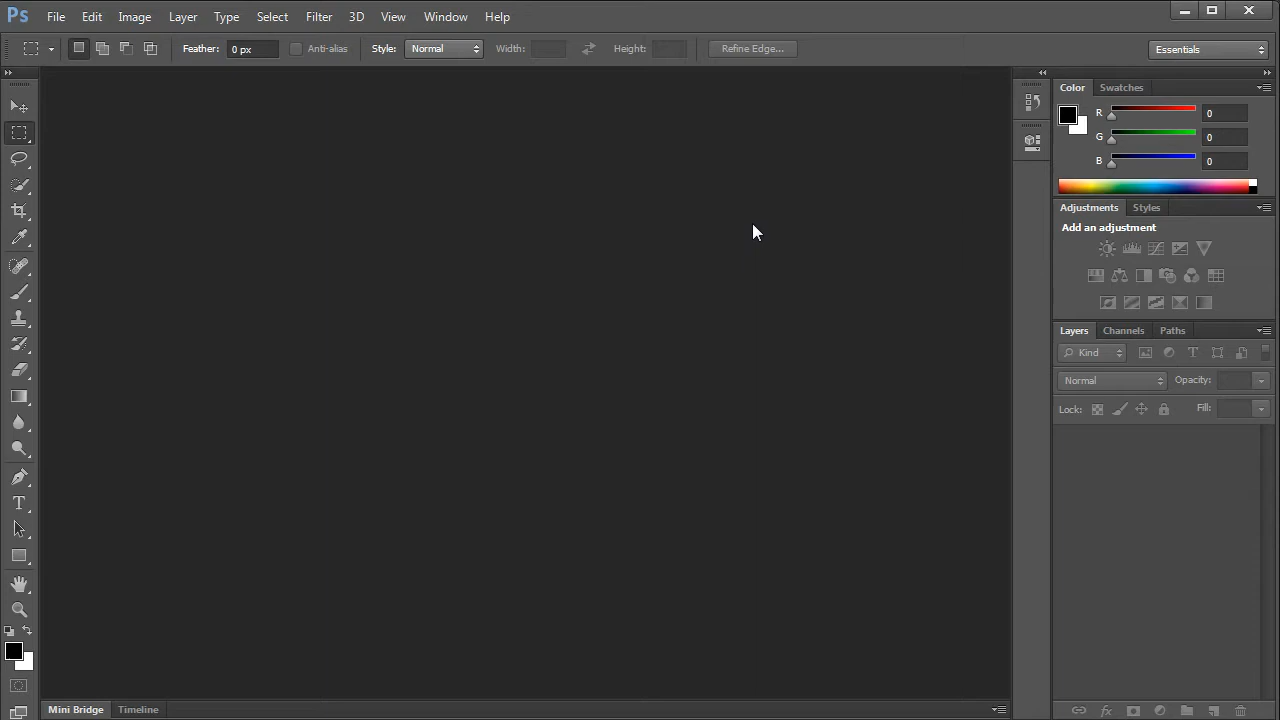 Ps File Edit Image Layer Type Select Filter 3D View Window Help
Feather: 0 px Anti-alias Style: Normal Width: Height: Refine Edge... Essentials
Color Swatches
R 0
G 0
B 0
Adjustments Styles
Add an adjustment
Layers Channels Paths
Kind T
Normal Opacity:
Lock: Fill:
T
Mini Bridge Timeline
fx